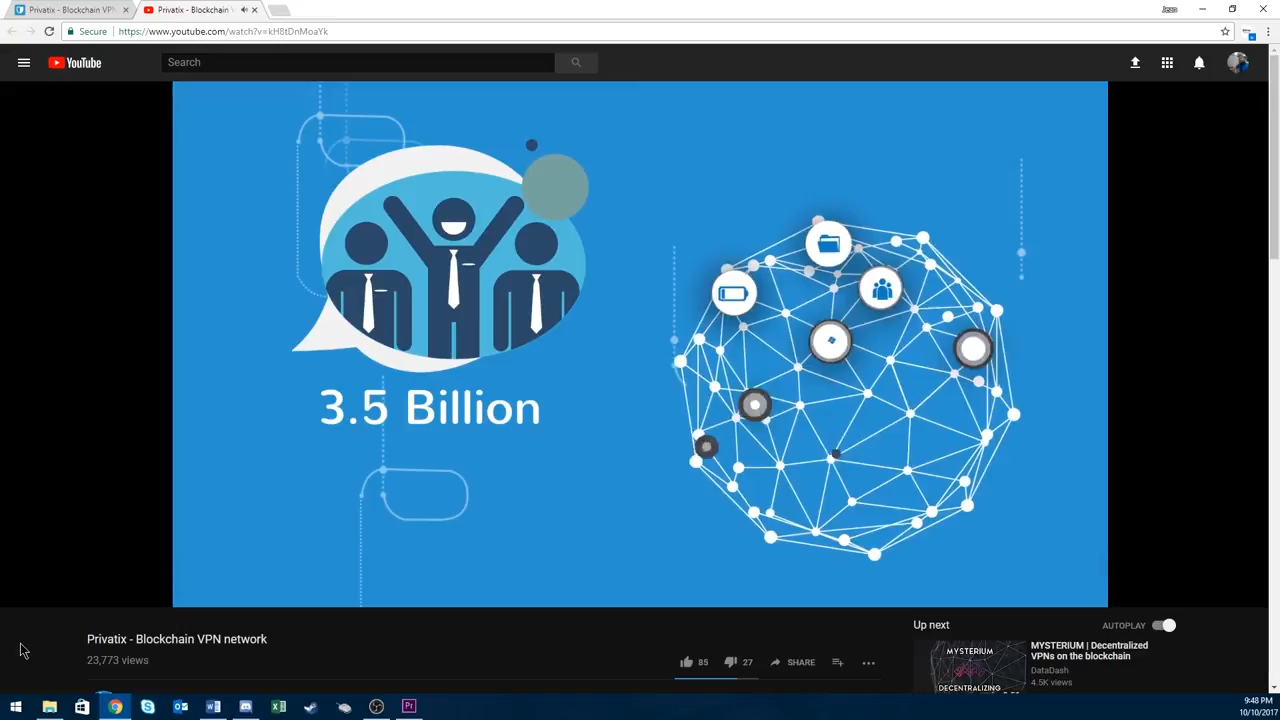 Privatix - Blockchain VPN
Privatix - Blockchain V
Secure
https://www.youtube.com/watch?v=kH8tDnMoaYk
YouTube
Search
3.5 Billion
Privatix - Blockchain VPN network
23,773 views
85
27
SHARE
Up next
AUTOPLAY
MYSTERIUM
DECENTRALIZING
MYSTERIUM | Decentralized
VPNs on the blockchain
DataDash
4.5K views
9:48 PM
10/10/2017